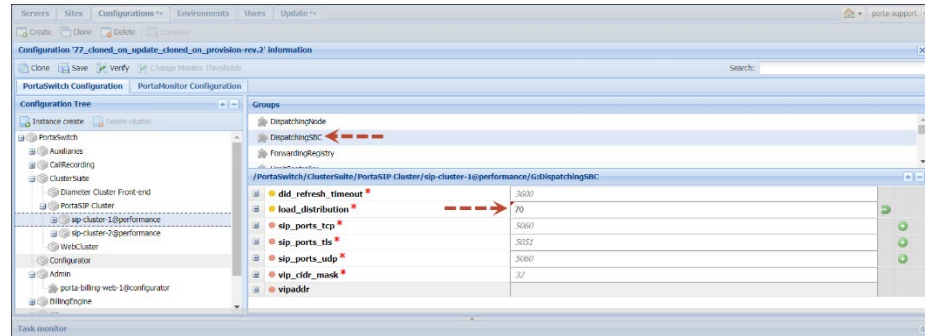 Servers Sites Configurations Environments Users Update porta-support
Create Clone Delete Compare
Configuration '77_cloned_on_update_cloned_on_provision-rev.2' information
Clone Save Verify Change Monitor Thresholds Search:
PortaSwitch Configuration PortaMonitor Configuration
Configuration Tree
Instance create Delete cluster
PortaSwitch
Auxiliaries
CallRecording
ClusterSuite
Diameter Cluster Front-end
PortaSIP Cluster
sip-cluster-1@performance
sip-cluster-2@performance
WebCluster
Configurator
Admin
porta-billing-web-1@configurator
BillingEngine
Groups
DispatchingNode
DispatchingSBC
ForwardingRegistry
/PortaSwitch/ClusterSuite/PortaSIP Cluster/sip-cluster-1@performance/G:DispatchingSBC
did_refresh_timeout * 3600
load_distribution * 70
sip_ports_tcp * 5060
sip_ports_tls * 5051
sip_ports_udp * 5060
vip_cidr_mask * 32
vipaddr
Task monitor